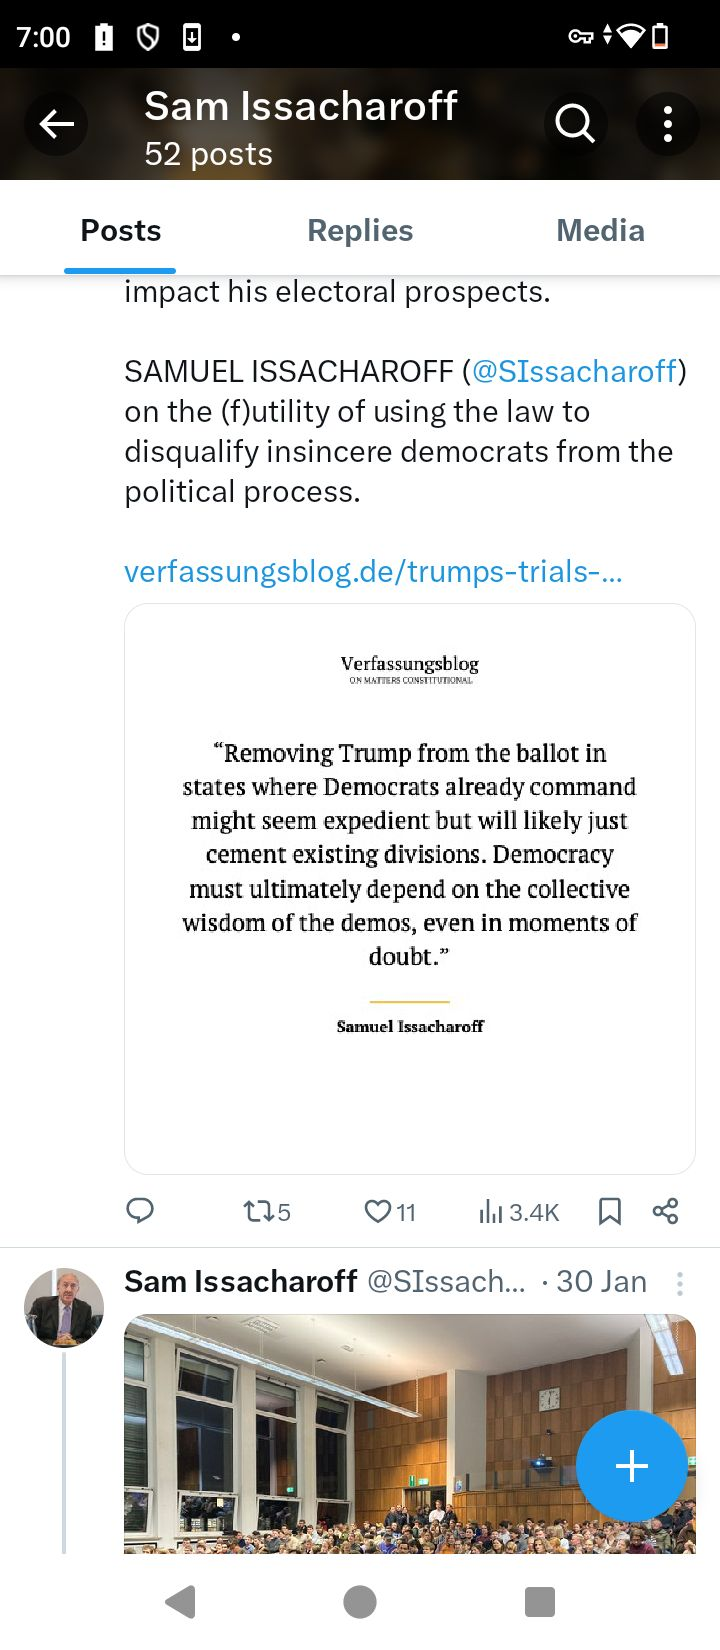 7:00
Sam Issacharoff
52 posts
Posts
Replies
Media
impact his electoral prospects.
SAMUEL ISSACHAROFF (@SIssacharoff)
on the (f)utility of using the law to
disqualify insincere democrats from the
political process.
verfassungsblog.de/trumps-trials-...
Verfassungsblog
ON MATTERS CONSTITUTIONAL
“Removing Trump from the ballot in
states where Democrats already command
might seem expedient but will likely just
cement existing divisions. Democracy
must ultimately depend on the collective
wisdom of the demos, even in moments of
doubt.”
Samuel Issacharoff
5
11
3.4K
Sam Issacharoff @SIssach... · 30 Jan